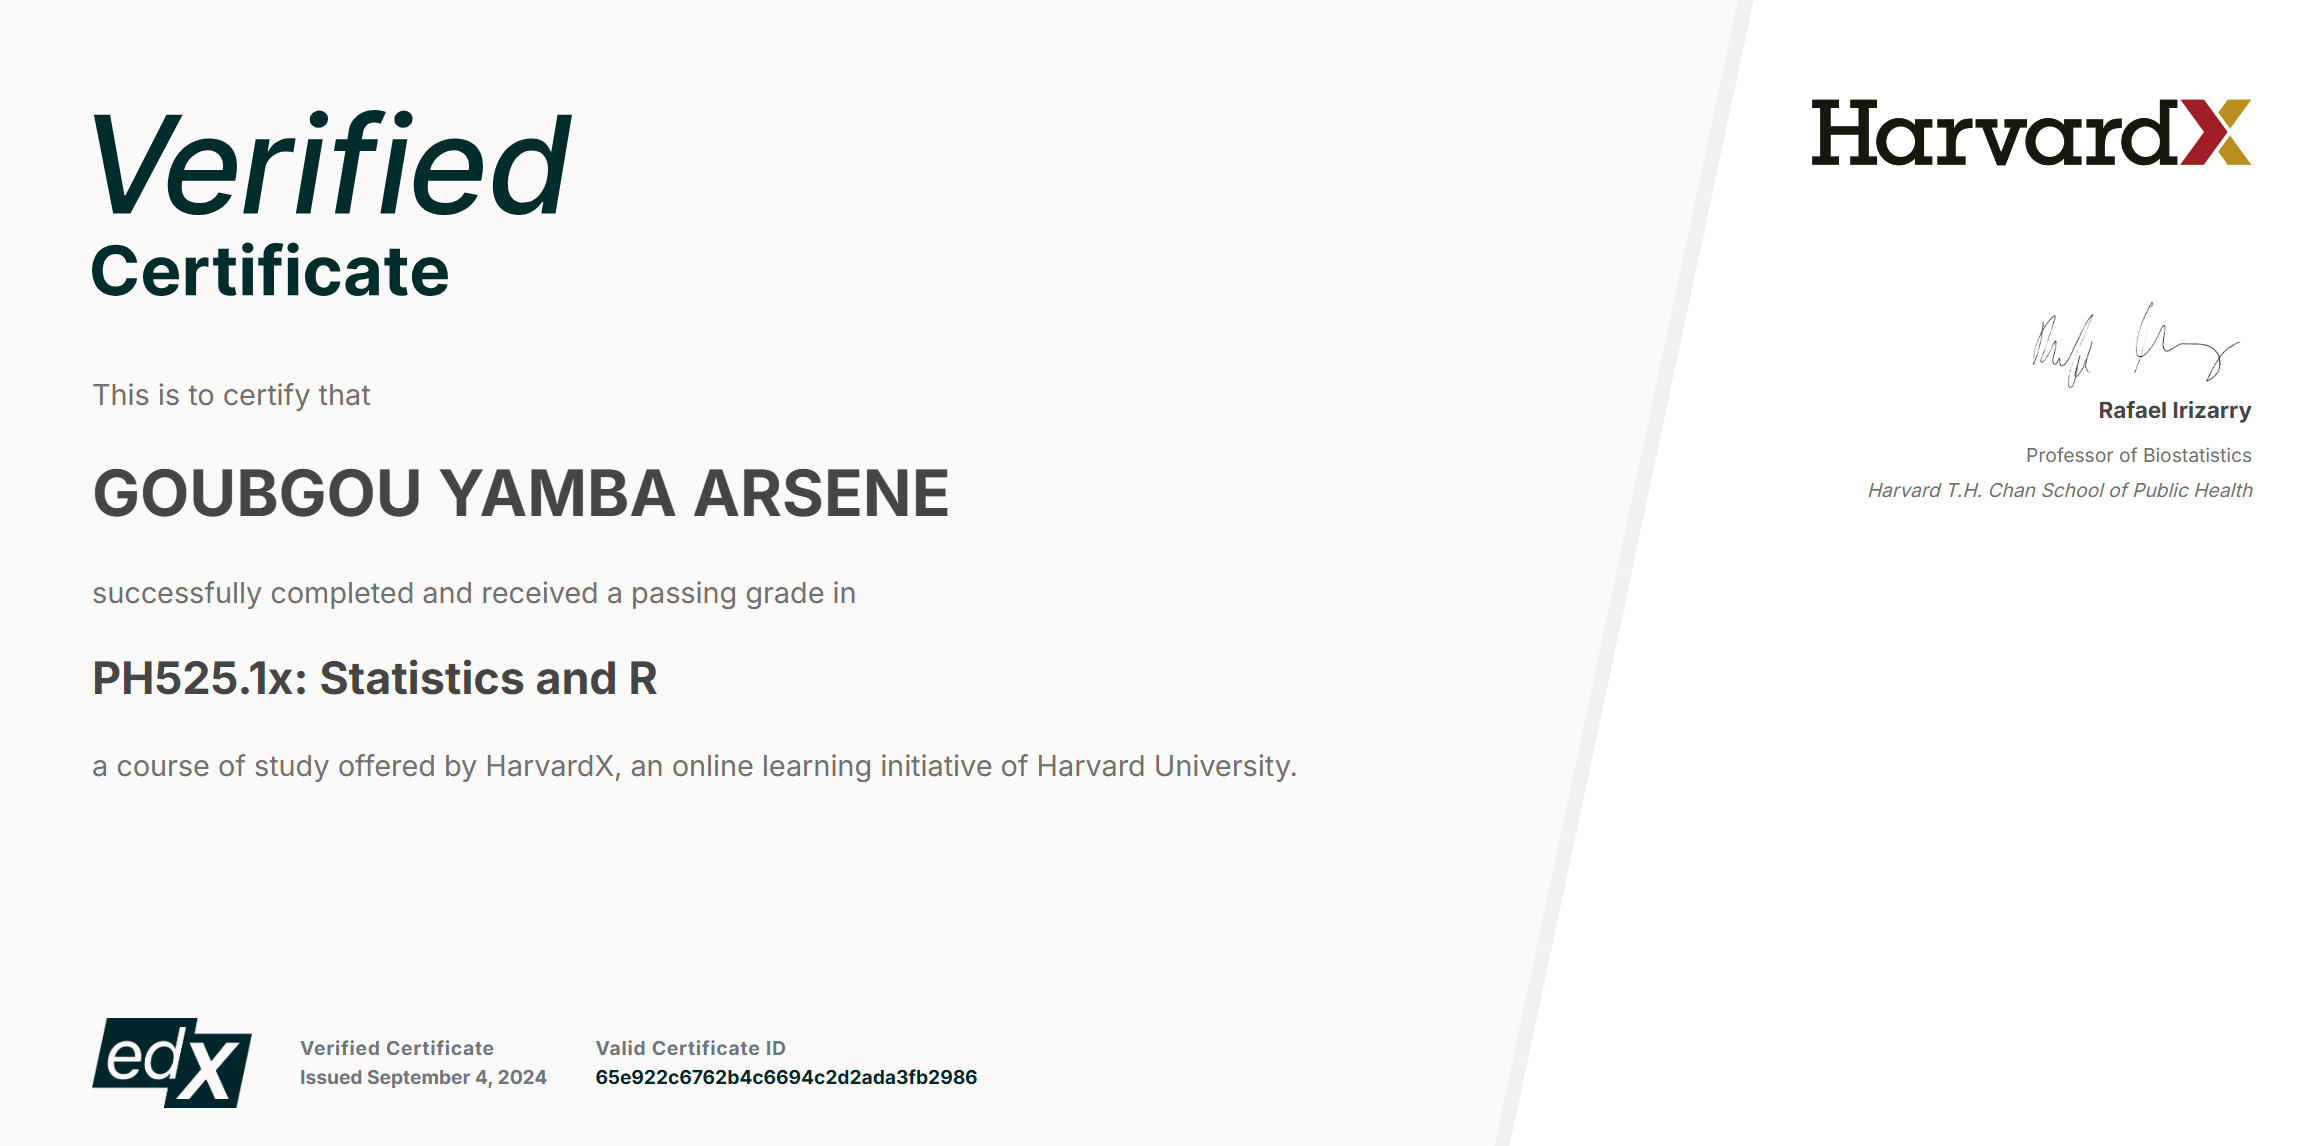 Verified
Certificate
This is to certify that
GOUBGOU YAMBA ARSENE
successfully completed and received a passing grade in
PH525.1x: Statistics and R
a course of study offered by HarvardX, an online learning initiative of Harvard University.
edX
Verified Certificate
Issued September 4, 2024
Valid Certificate ID
65e922c6762b4c6694c2d2ada3fb2986
HarvardX
Rafael Irizarry
Professor of Biostatistics
Harvard T.H. Chan School of Public Health